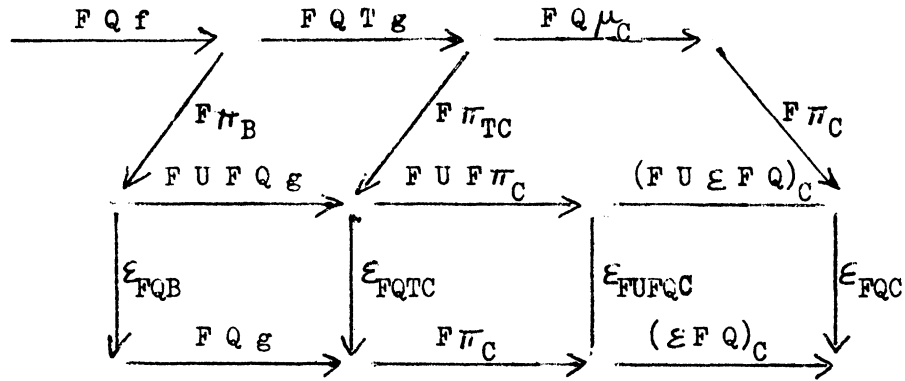 F Q f F Q T g F Q μ_C
F π_B F π_TC F π_C
F U F Q g F U F π_C (F U ε F Q)_C
ε_FQB ε_FQTC ε_FUFQC ε_FQC
F Q g F π_C (ε F Q)_C